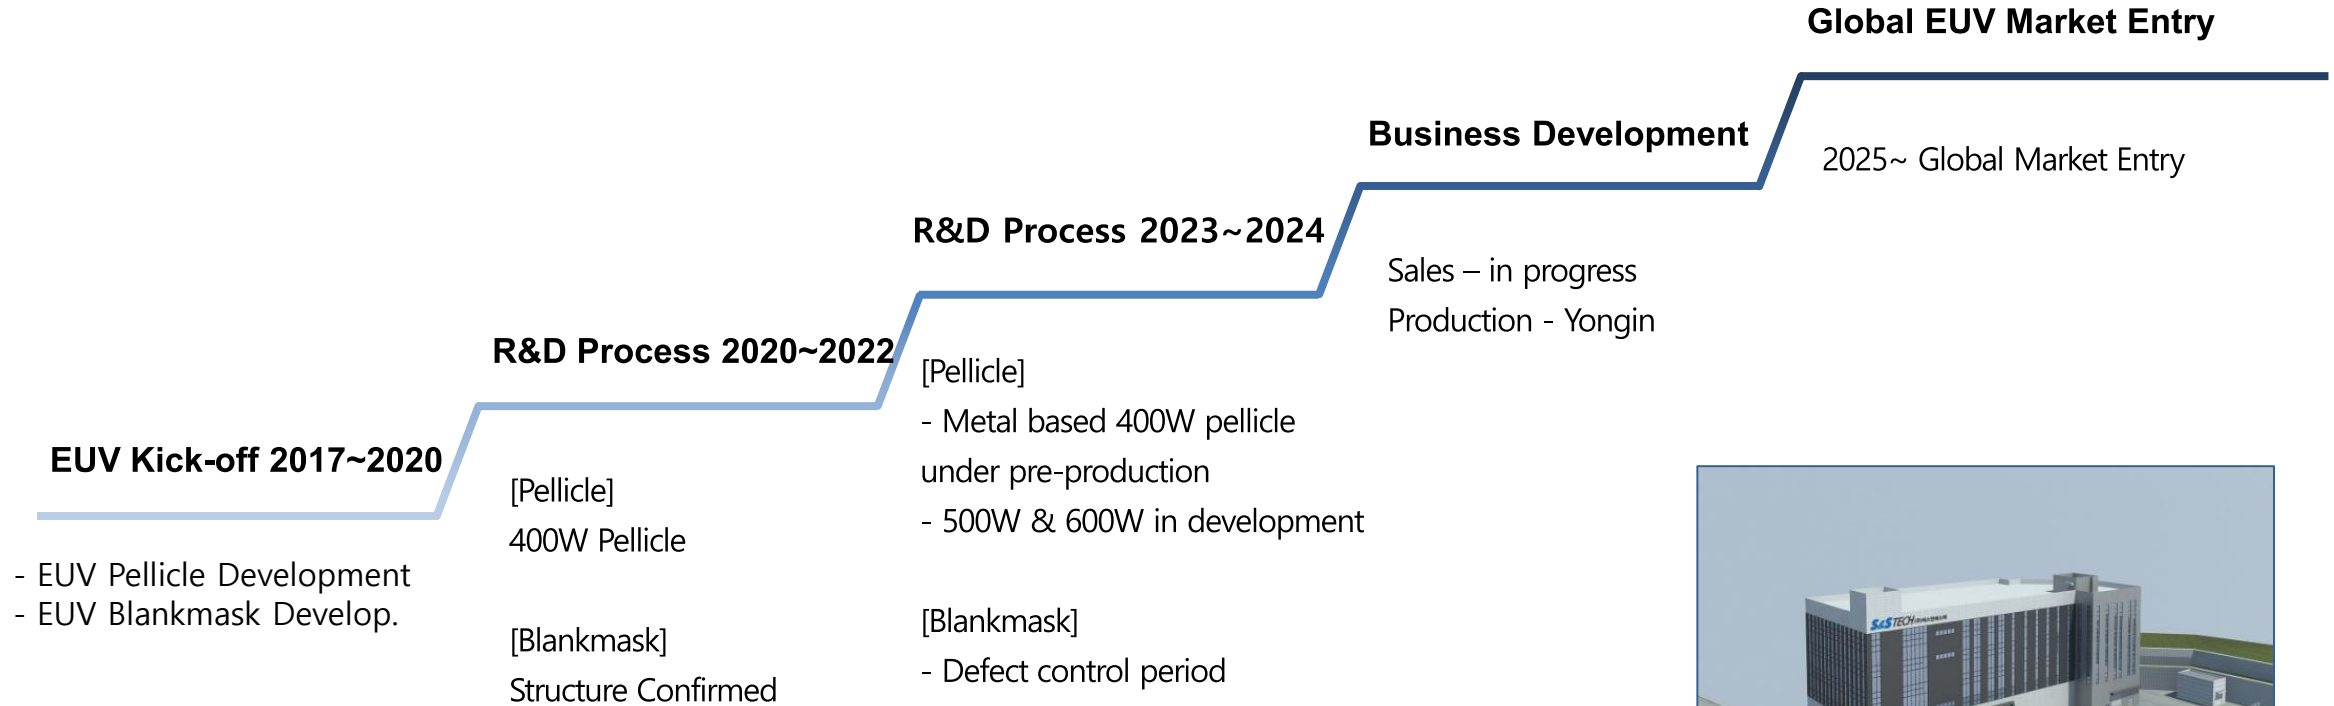 Global EUV Market Entry
2025~ Global Market Entry
Business Development
Sales – in progress
Production - Yongin
R&D Process 2023~2024
[Pellicle]
- Metal based 400W pellicle
under pre-production
- 500W & 600W in development
[Blankmask]
- Defect control period
R&D Process 2020~2022
[Pellicle]
400W Pellicle
[Blankmask]
Structure Confirmed
EUV Kick-off 2017~2020
- EUV Pellicle Development
- EUV Blankmask Develop.
S&S TECH